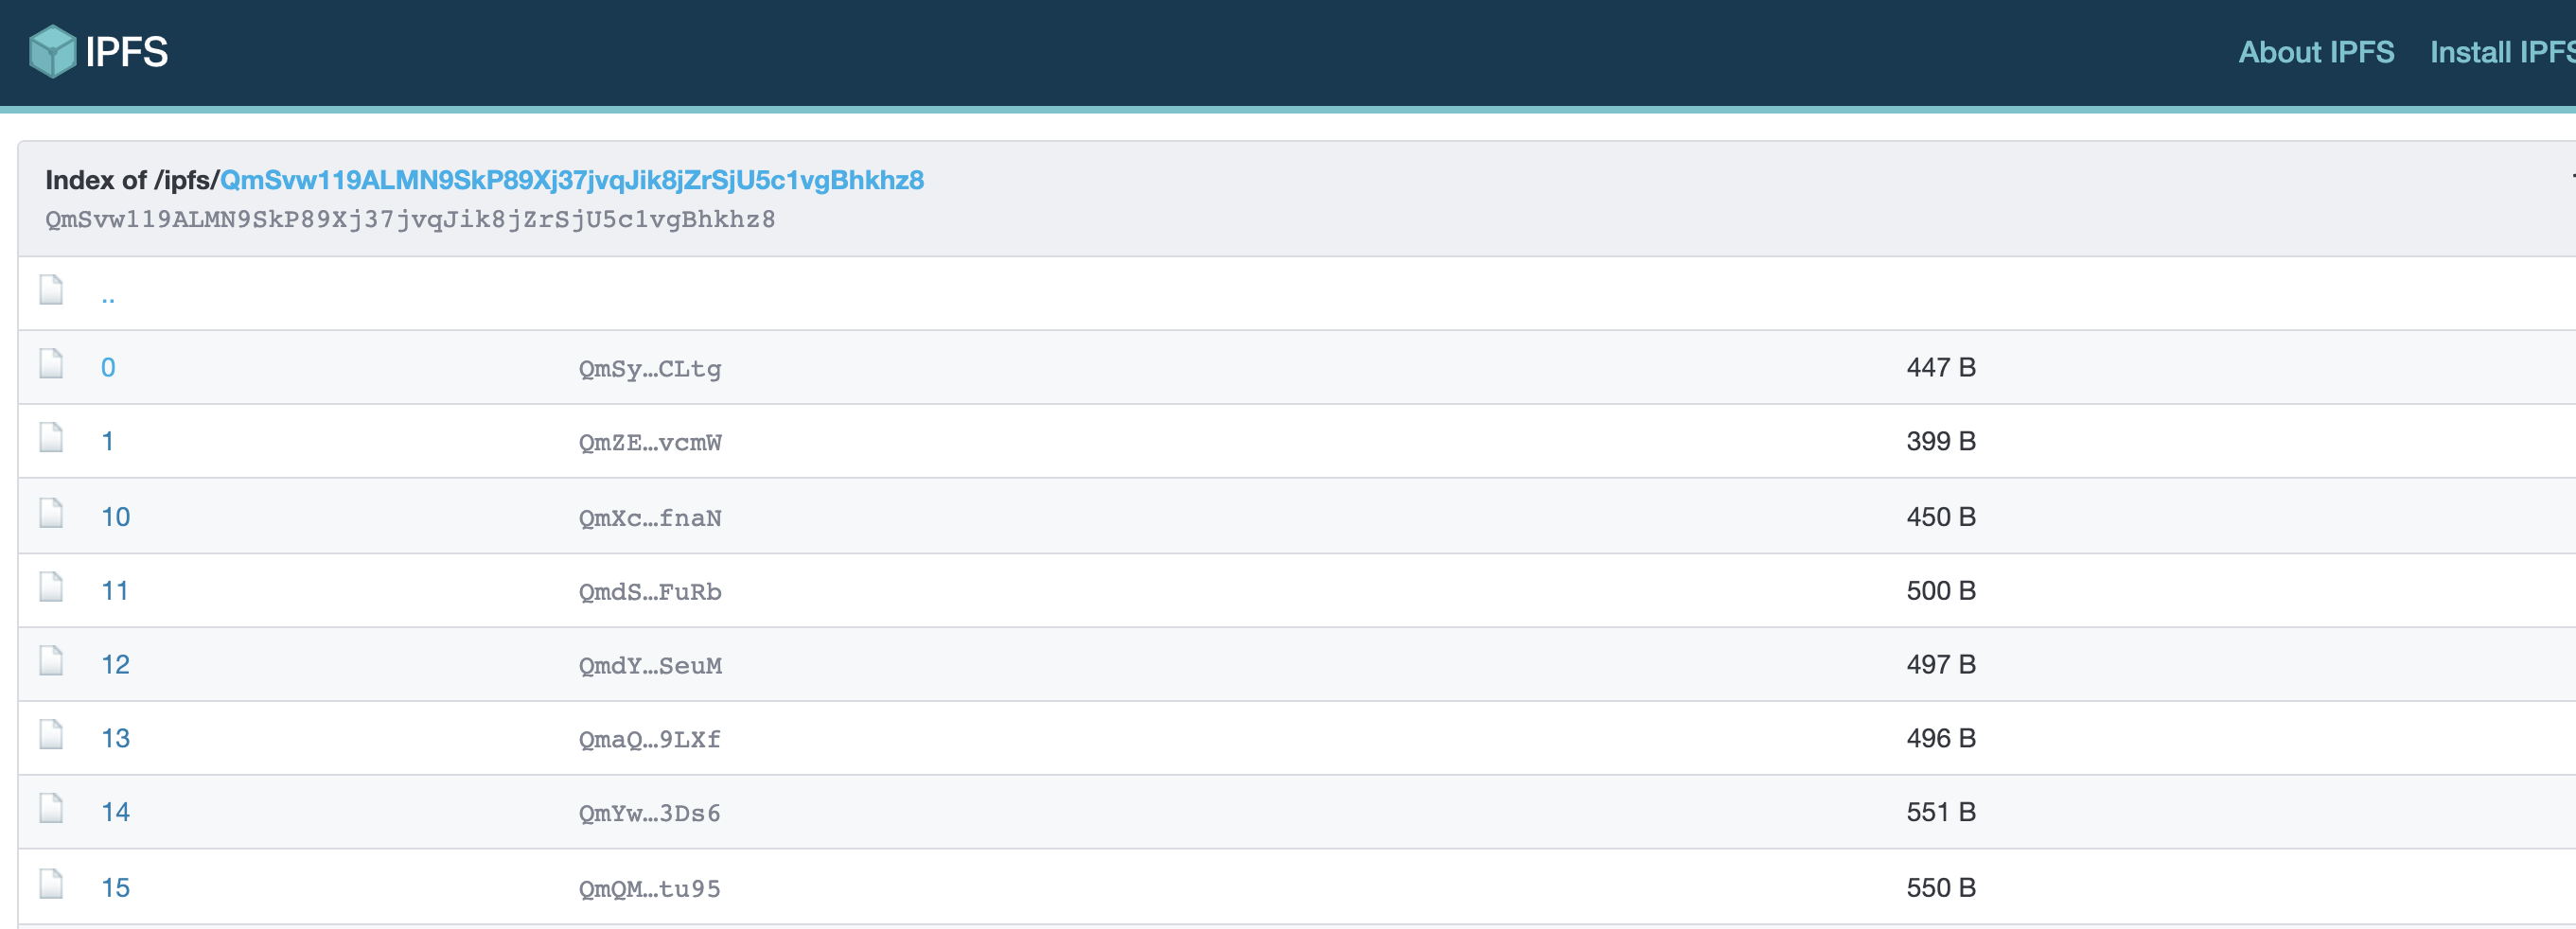 IPFS About IPFS Install IPFS
Index of /ipfs/QmSvw119ALMN9SkP89Xj37jvqJik8jZrSjU5c1vgBhkhz8
QmSvw119ALMN9SkP89Xj37jvqJik8jZrSjU5c1vgBhkhz8
..
0 QmSy…CLtg 447 B
1 QmZE…vcmW 399 B
10 QmXc…fnaN 450 B
11 QmdS…FuRb 500 B
12 QmdY…SeuM 497 B
13 QmaQ…9LXf 496 B
14 QmYw…3Ds6 551 B
15 QmQM…tu95 550 B